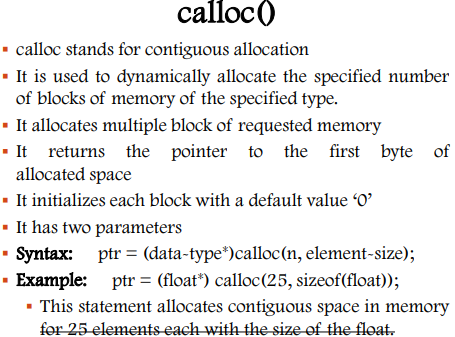 calloc()
▪ calloc stands for contiguous allocation
▪ It is used to dynamically allocate the specified number
of blocks of memory of the specified type.
▪ It allocates multiple block of requested memory
▪ It returns the pointer to the first byte of
allocated space
▪ It initializes each block with a default value ‘0’
▪ It has two parameters
▪ Syntax: ptr = (data-type*)calloc(n, element-size);
▪ Example: ptr = (float*) calloc(25, sizeof(float));
▪ This statement allocates contiguous space in memory
for 25 elements each with the size of the float.